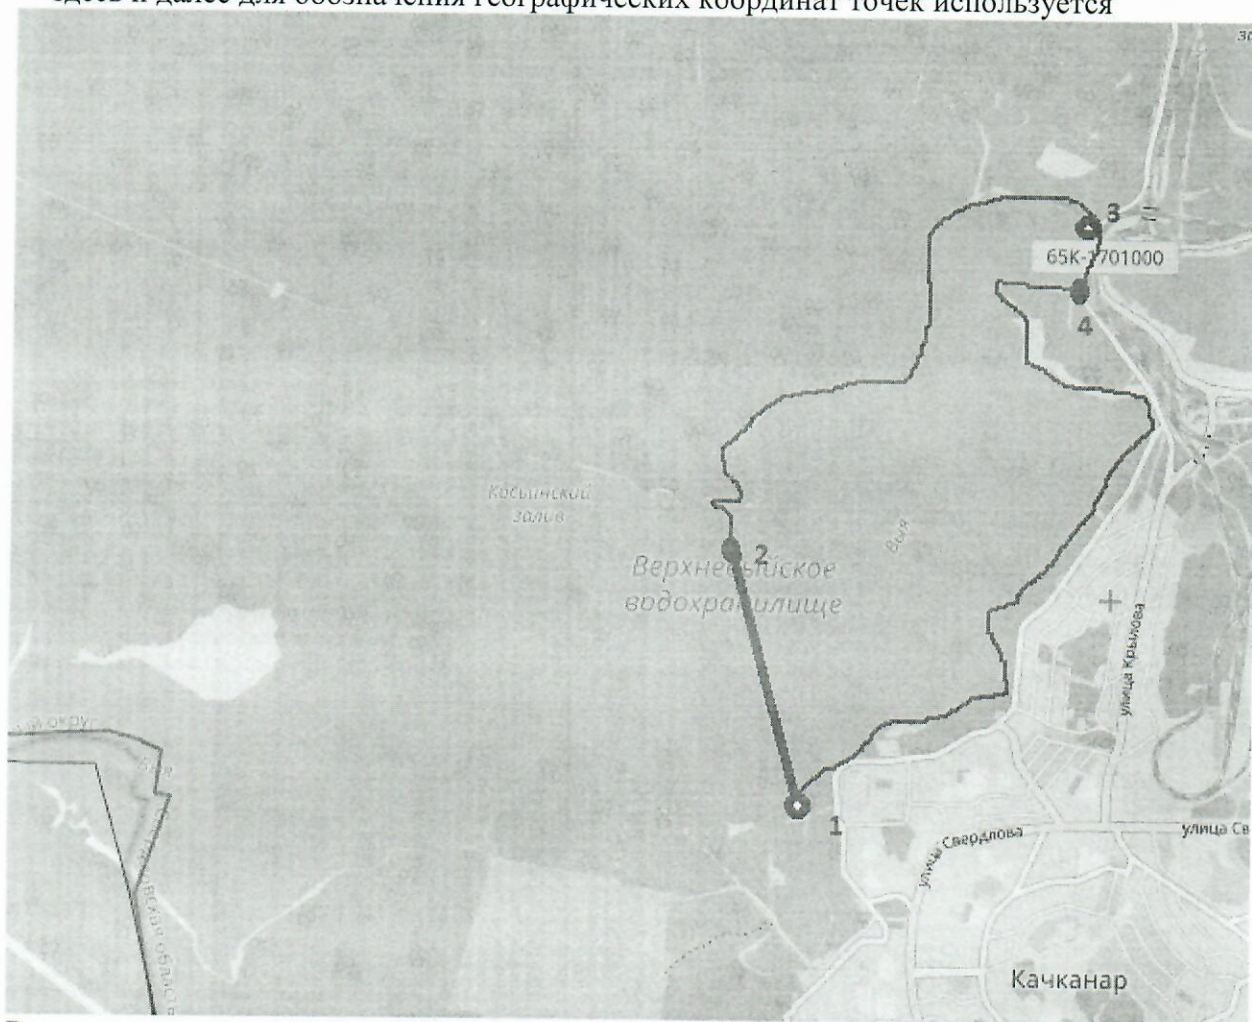 здесь и далее для обозначения географических координат точек используется
3
65К-1701000
4
Косьинский
залив
2
Выя
Верхневыйское
водохранилище
улица Крылова
округ
1
улица Свердлова
улица Св
Качканар